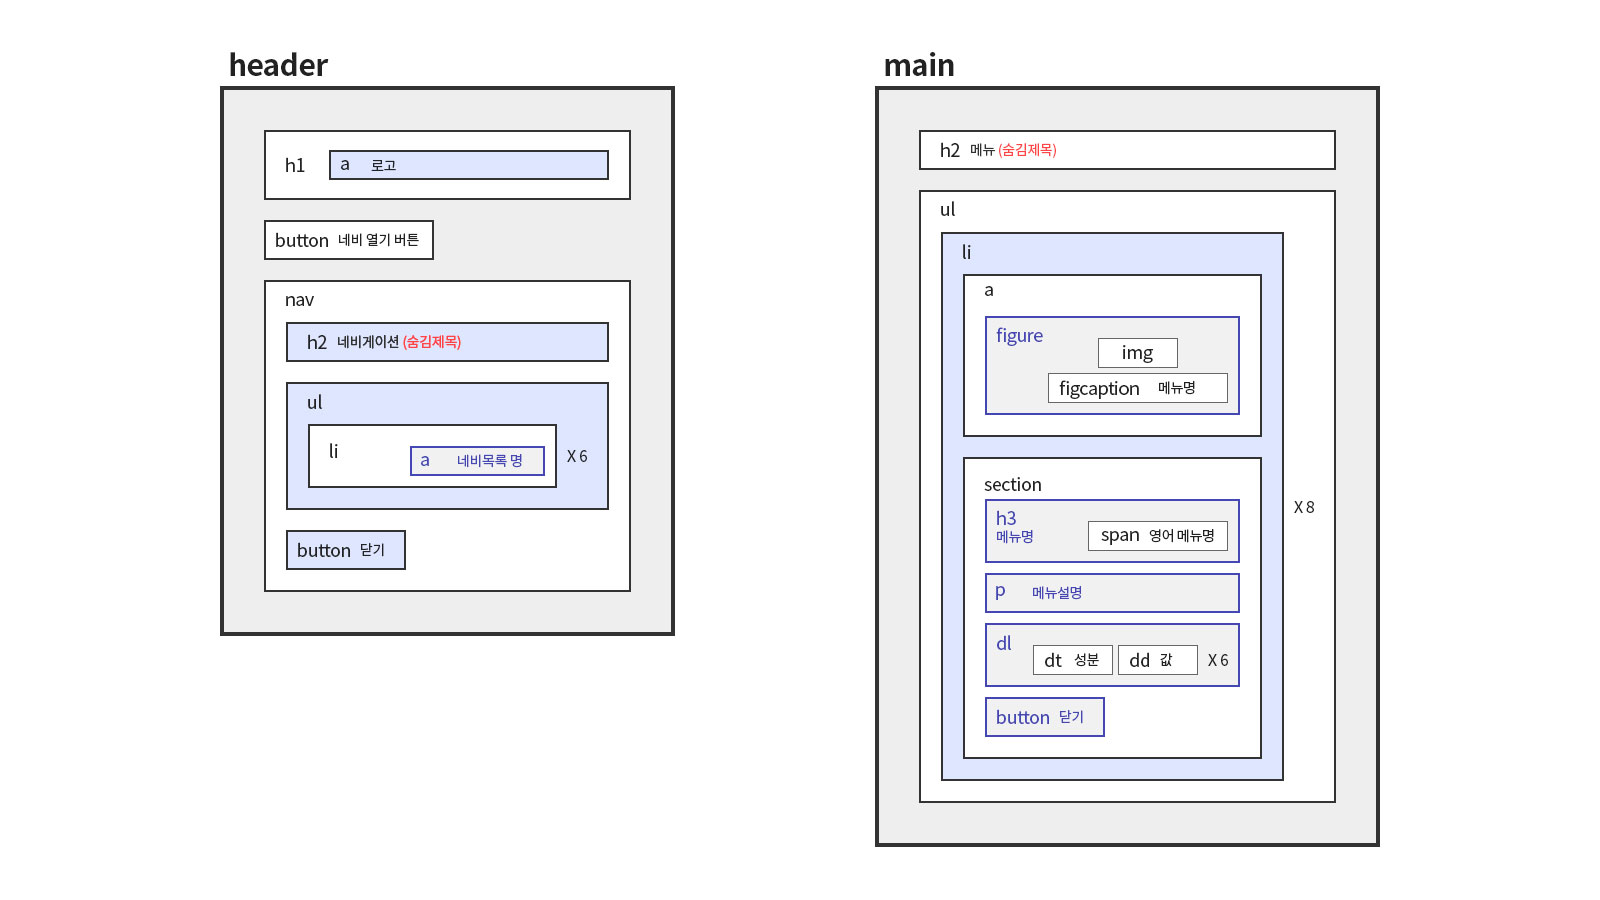 header
h1 a 로고
button 네비 열기 버튼
nav
h2 네비게이션 (숨김제목)
ul
li a 네비목록 명 X 6
button 닫기
main
h2 메뉴 (숨김제목)
ul
li
a
figure
img
figcaption 메뉴명
section
h3
메뉴명
span 영어 메뉴명
p 메뉴설명
dl
dt 성분 dd 값 X 6
button 닫기
X 8